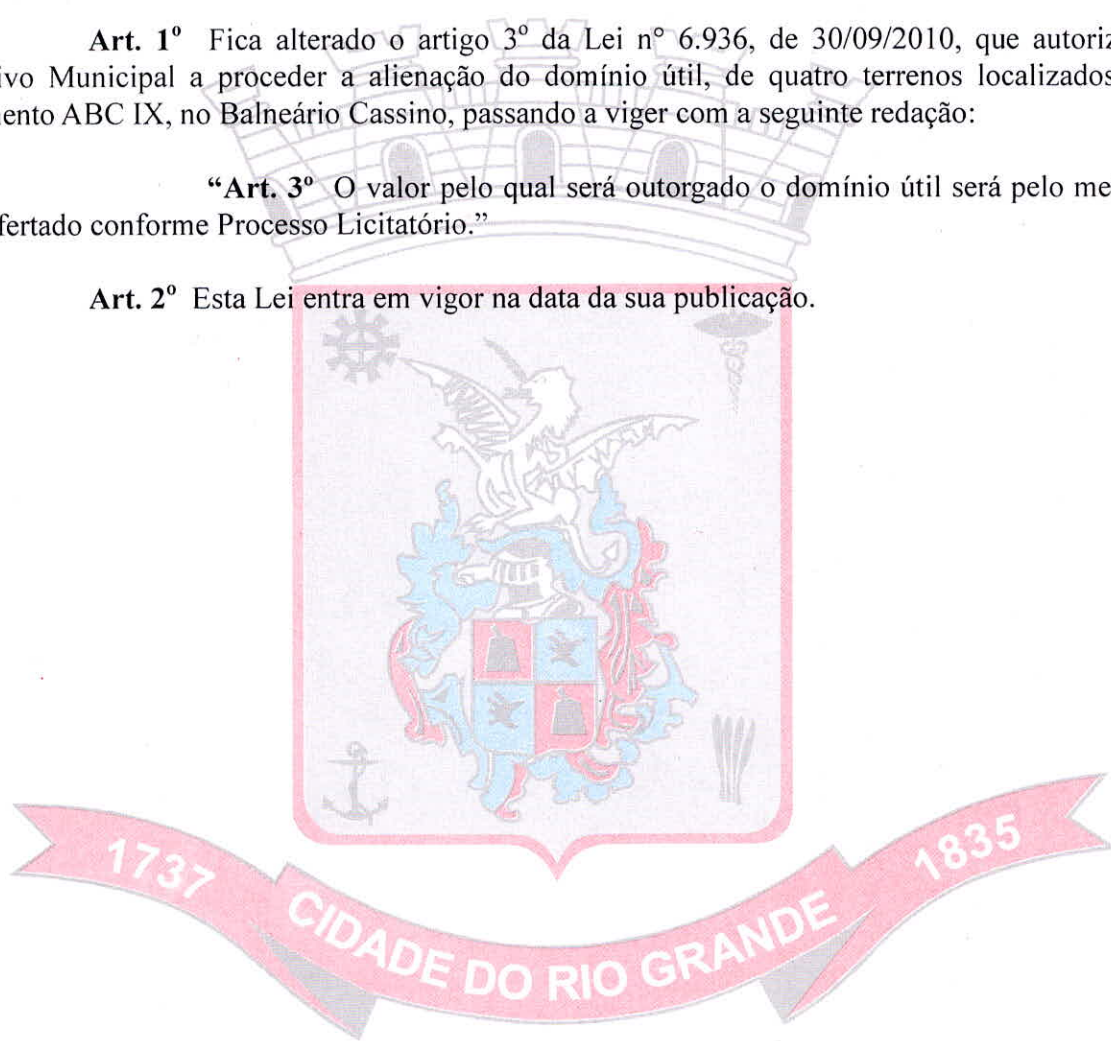 Art. 1º Fica alterado o artigo 3º da Lei n° 6.936, de 30/09/2010, que autoriz
ivo Municipal a proceder a alienação do domínio útil, de quatro terrenos localizados
ento ABC IX, no Balneário Cassino, passando a viger com a seguinte redação:
“Art. 3º O valor pelo qual será outorgado o domínio útil será pelo me
fertado conforme Processo Licitatório.”
Art. 2º Esta Lei entra em vigor na data da sua publicação.
1737 CIDADE DO RIO GRANDE 1835